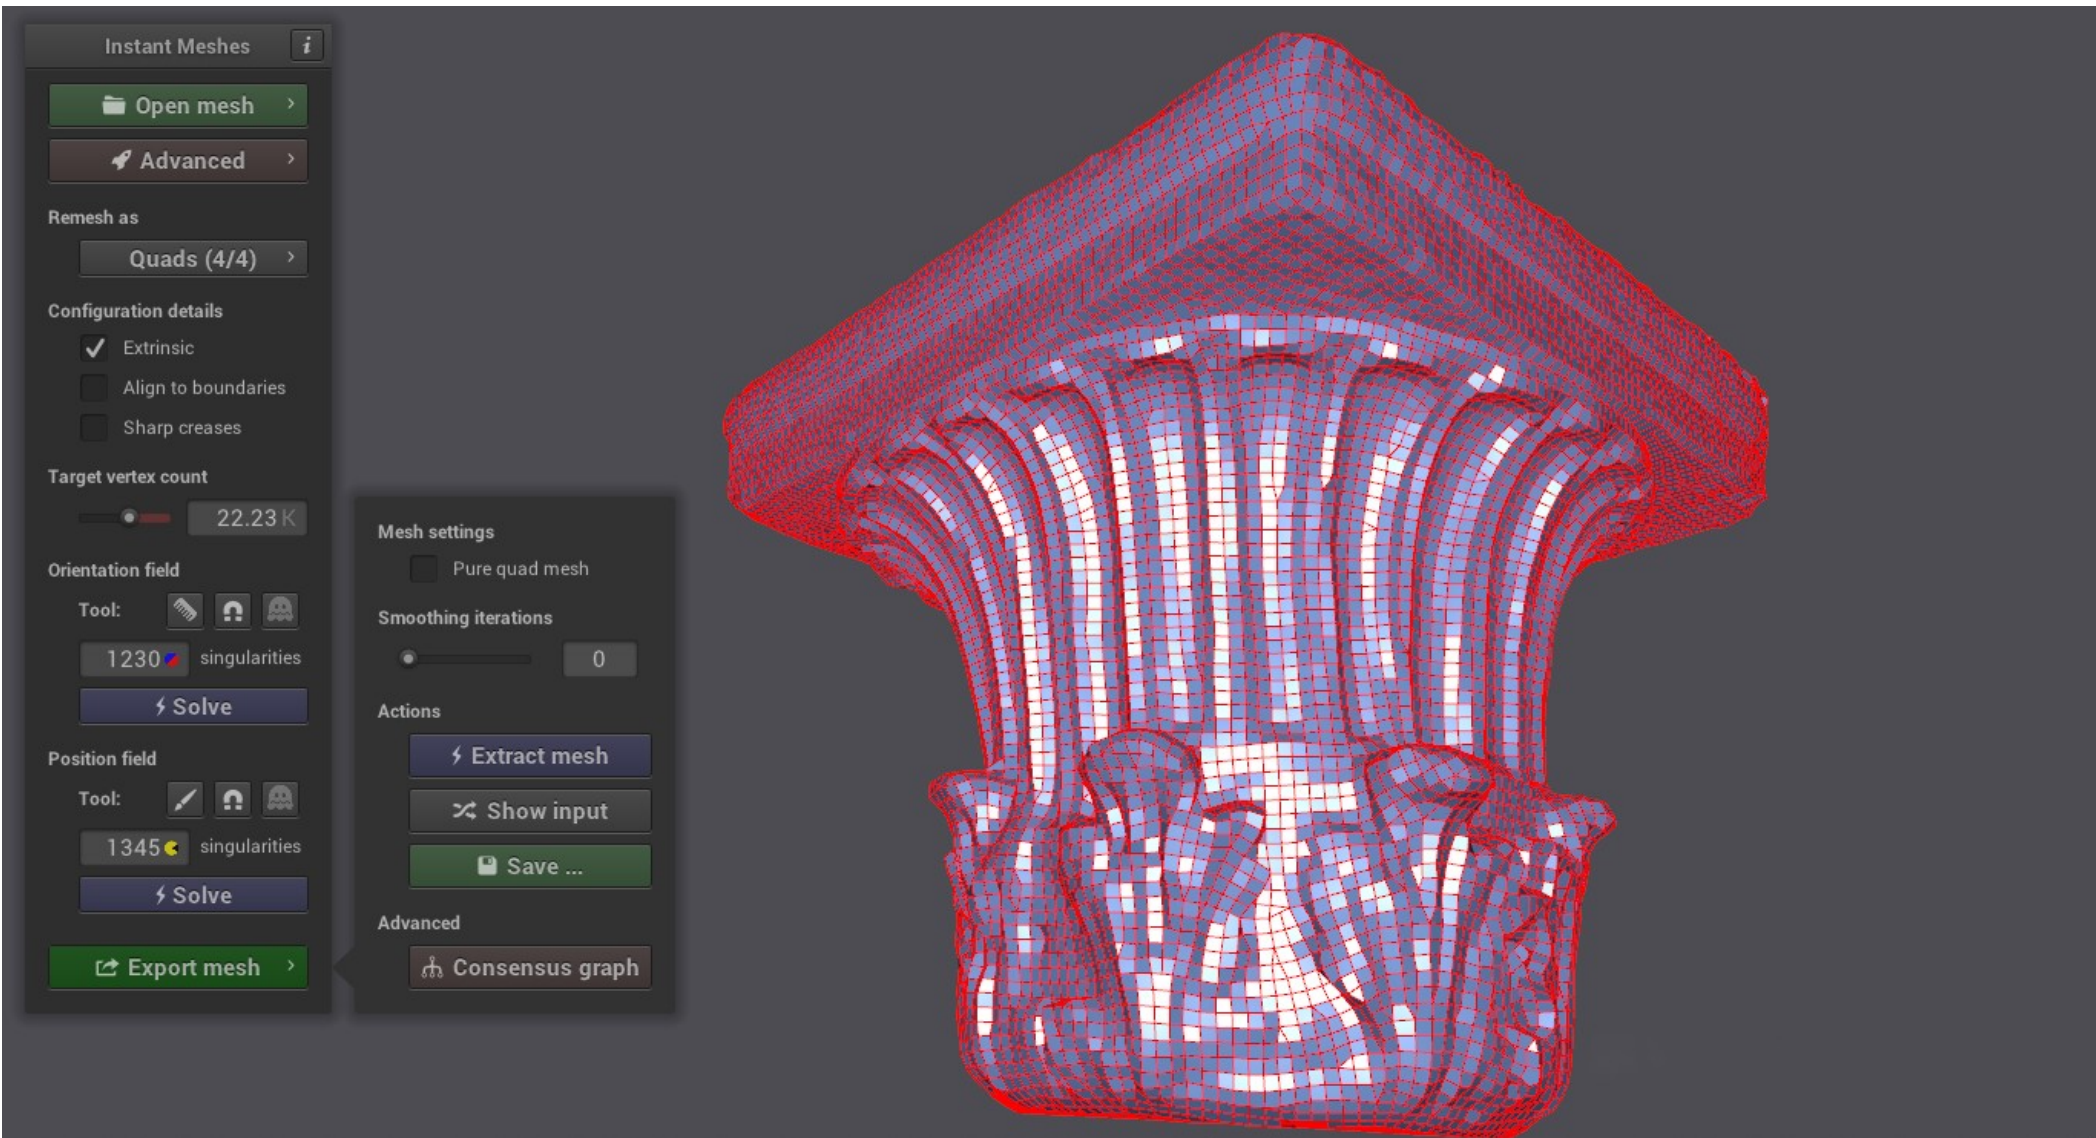 Instant Meshes i
Open mesh
Advanced
Remesh as
Quads (4/4)
Configuration details
Extrinsic
Align to boundaries
Sharp creases
Target vertex count
22.23 K
Orientation field
Tool:
1230 singularities
Solve
Position field
Tool:
1345 singularities
Solve
Export mesh
Mesh settings
Pure quad mesh
Smoothing iterations
0
Actions
Extract mesh
Show input
Save ...
Advanced
Consensus graph